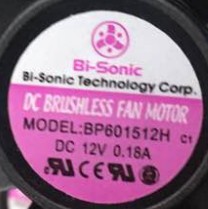 Bi-Sonic
Bi-Sonic Technology Corp.
DC BRUSHLESS FAN MOTOR
MODEL:BP601512H C1
DC 12V 0.18A